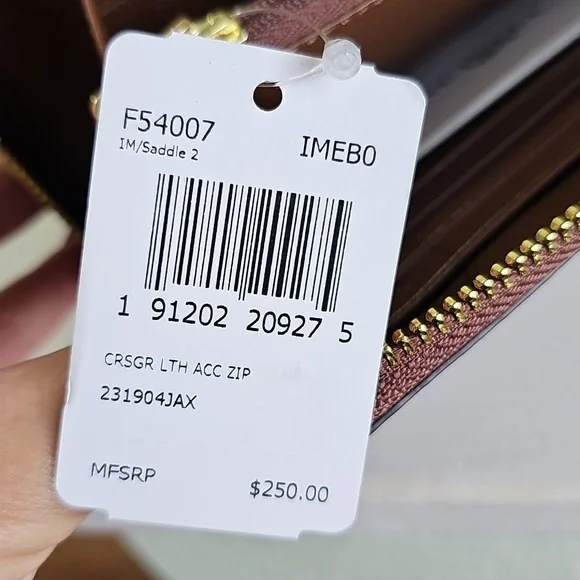 F54007 IMEB0
IM/Saddle 2
1 91202 20927 5
CRSGR LTH ACC ZIP
231904JAX
MFSRP $250.00